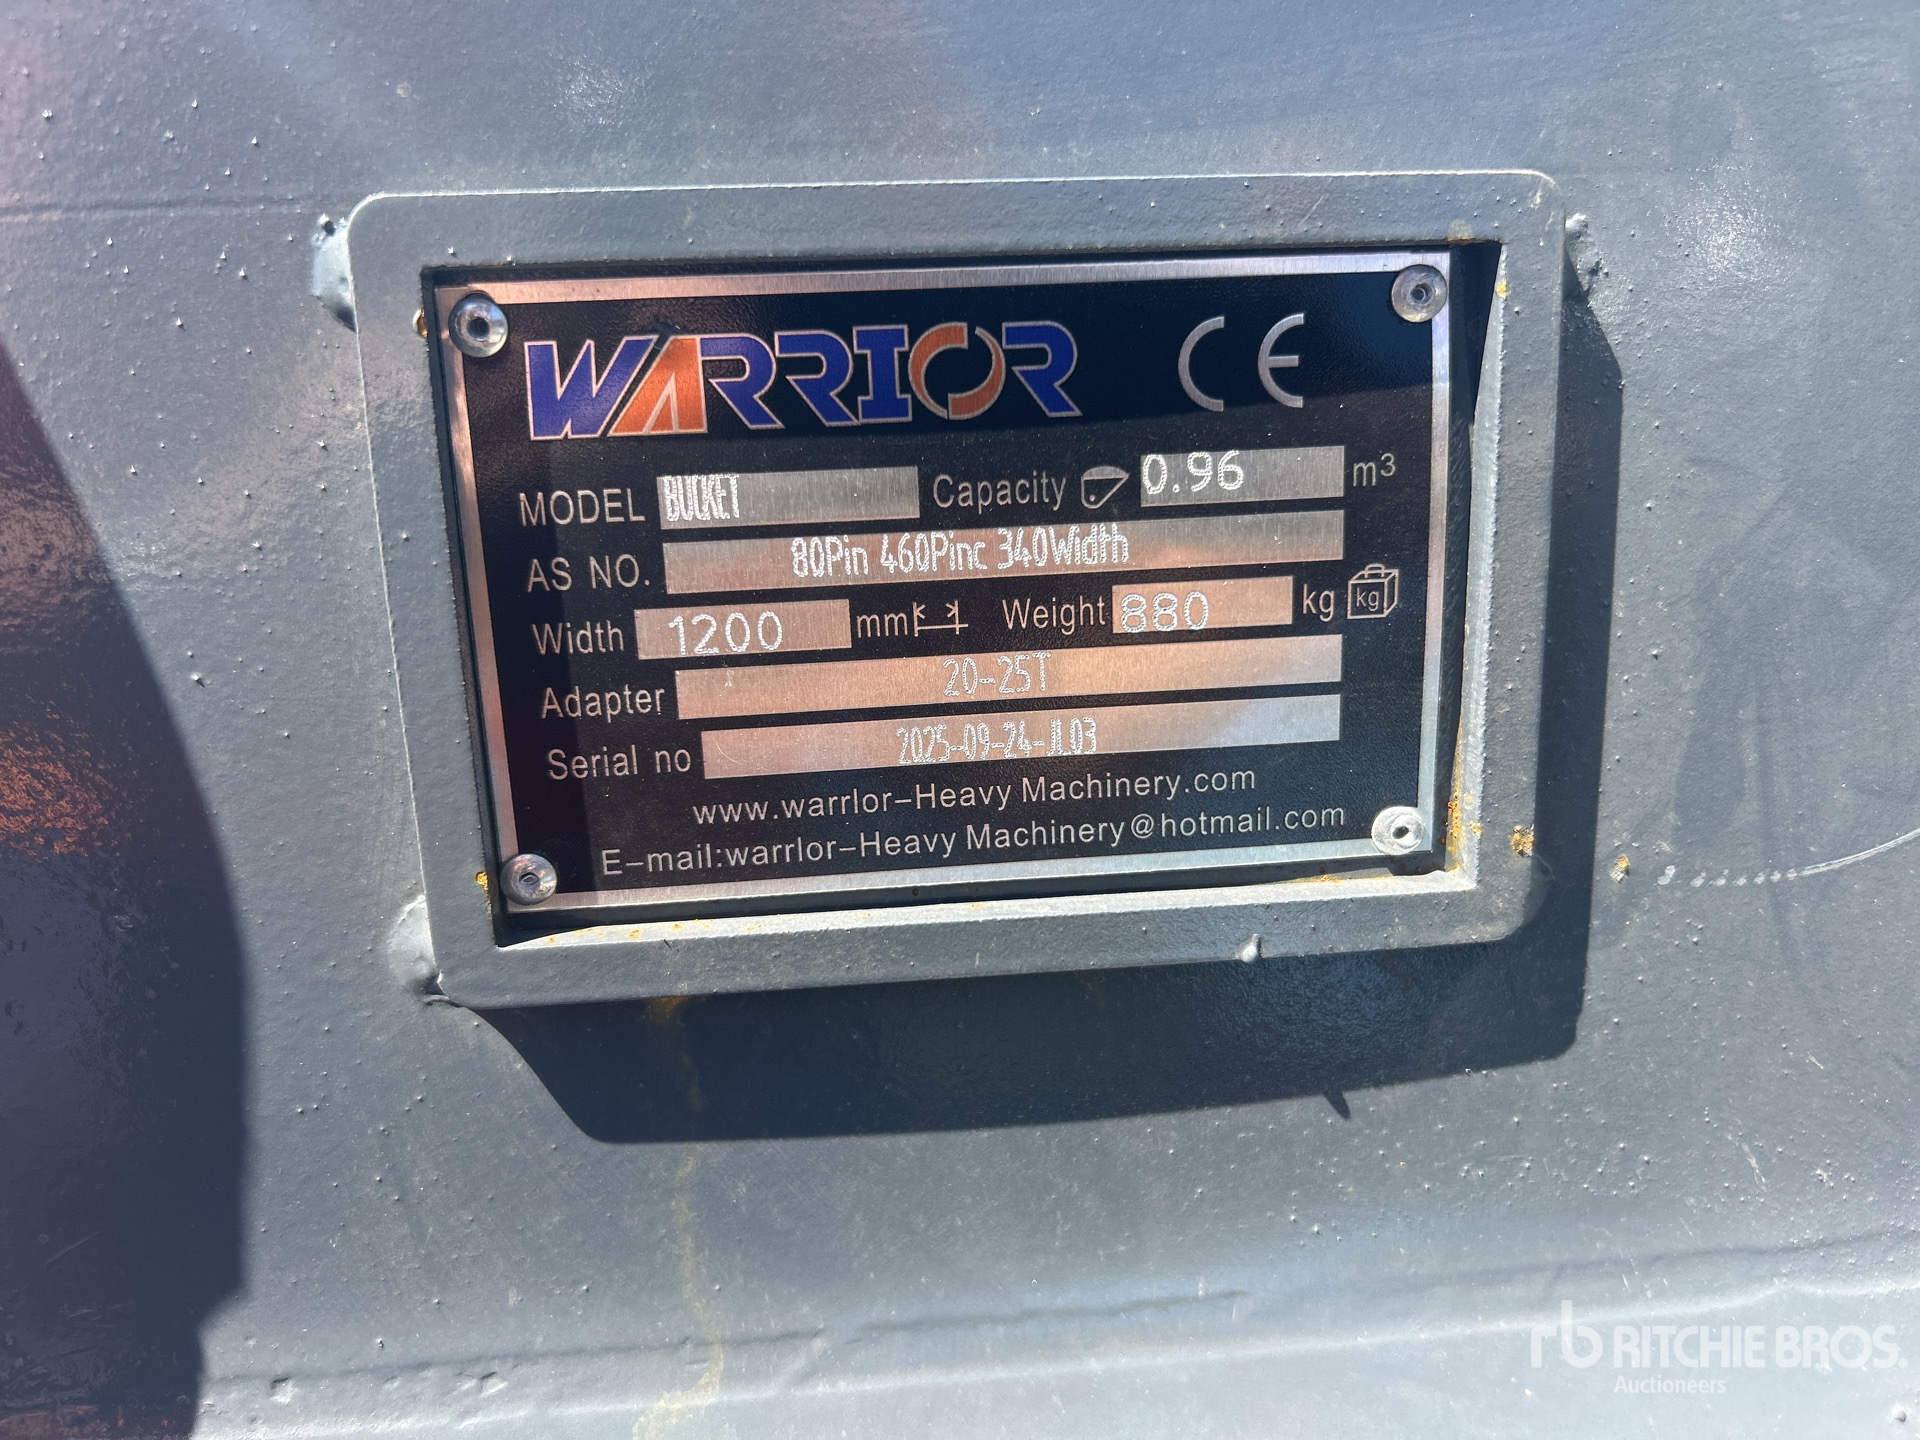 WARRIOR CE
MODEL BUCKET Capacity 0.96 m³
AS NO. 80Pin 460Pinc 340Width
Width 1200 mm Weight 880 kg kg
Adapter 20-25T
Serial no 2025-09-24-JL03
www.warrlor-Heavy Machinery.com
E-mail:warrlor-Heavy Machinery@hotmail.com
rb RITCHIE BROS.
Auctioneers